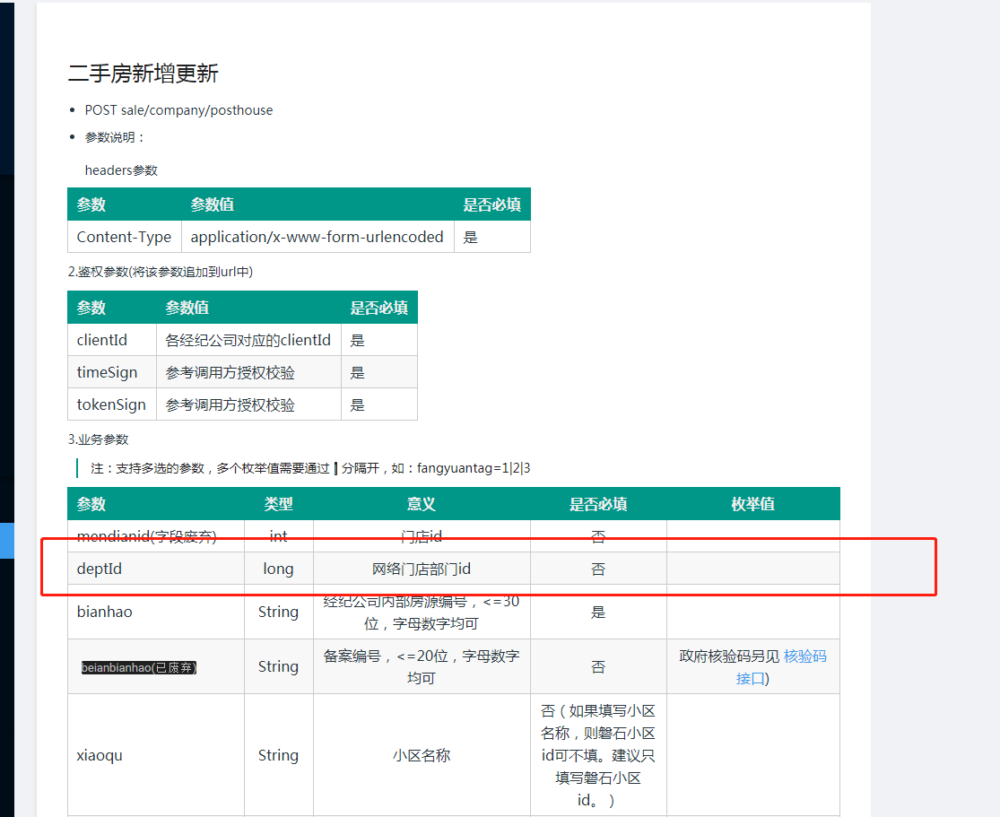 二手房新增更新
POST sale/company/posthouse
参数说明：
headers参数
参数 参数值 是否必填
Content-Type application/x-www-form-urlencoded 是
2.鉴权参数(将该参数追加到url中)
参数 参数值 是否必填
clientId 各经纪公司对应的clientId 是
timeSign 参考调用方授权校验 是
tokenSign 参考调用方授权校验 是
3.业务参数
注：支持多选的参数，多个枚举值需要通过 | 分隔开，如：fangyuantag=1|2|3
参数 类型 意义 是否必填 枚举值
mendianid(字段废弃) int 门店id 否
deptId long 网络门店部门id 否
bianhao String 经纪公司内部房源编号，<=30
位，字母数字均可 是
beianbianhao(已废弃) String 备案编号，<=20位，字母数字
均可 否 政府核验码另见 核验码
接口)
xiaoqu String 小区名称 否（如果填写小区
名称，则磐石小区
id可不填。建议只
填写磐石小区
id。）